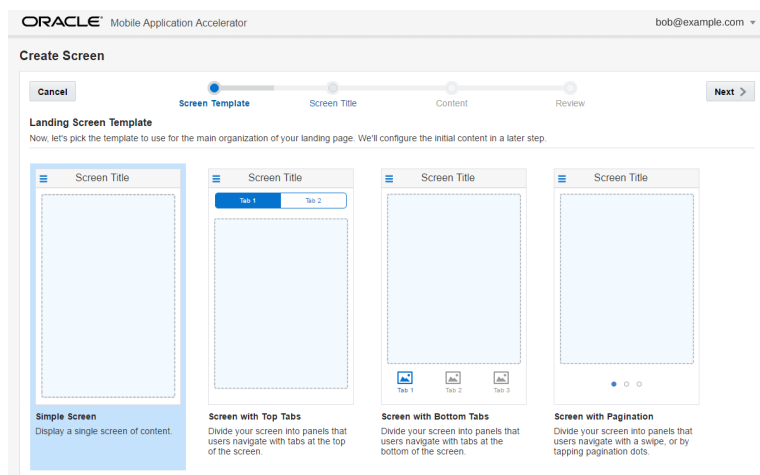 ORACLE® Mobile Application Accelerator
bob@example.com
Create Screen
Cancel
Screen Template
Screen Title
Content
Review
Next
Landing Screen Template
Now, let's pick the template to use for the main organization of your landing page. We'll configure the initial content in a later step.
Screen Title
Screen Title
Screen Title
Screen Title
Tab 1
Tab 2
Tab 1
Tab 2
Tab 3
Simple Screen
Display a single screen of content.
Screen with Top Tabs
Divide your screen into panels that
users navigate with tabs at the top
of the screen.
Screen with Bottom Tabs
Divide your screen into panels that
users navigate with tabs at the
bottom of the screen.
Screen with Pagination
Divide your screen into panels that
users navigate with a swipe, or by
tapping pagination dots.